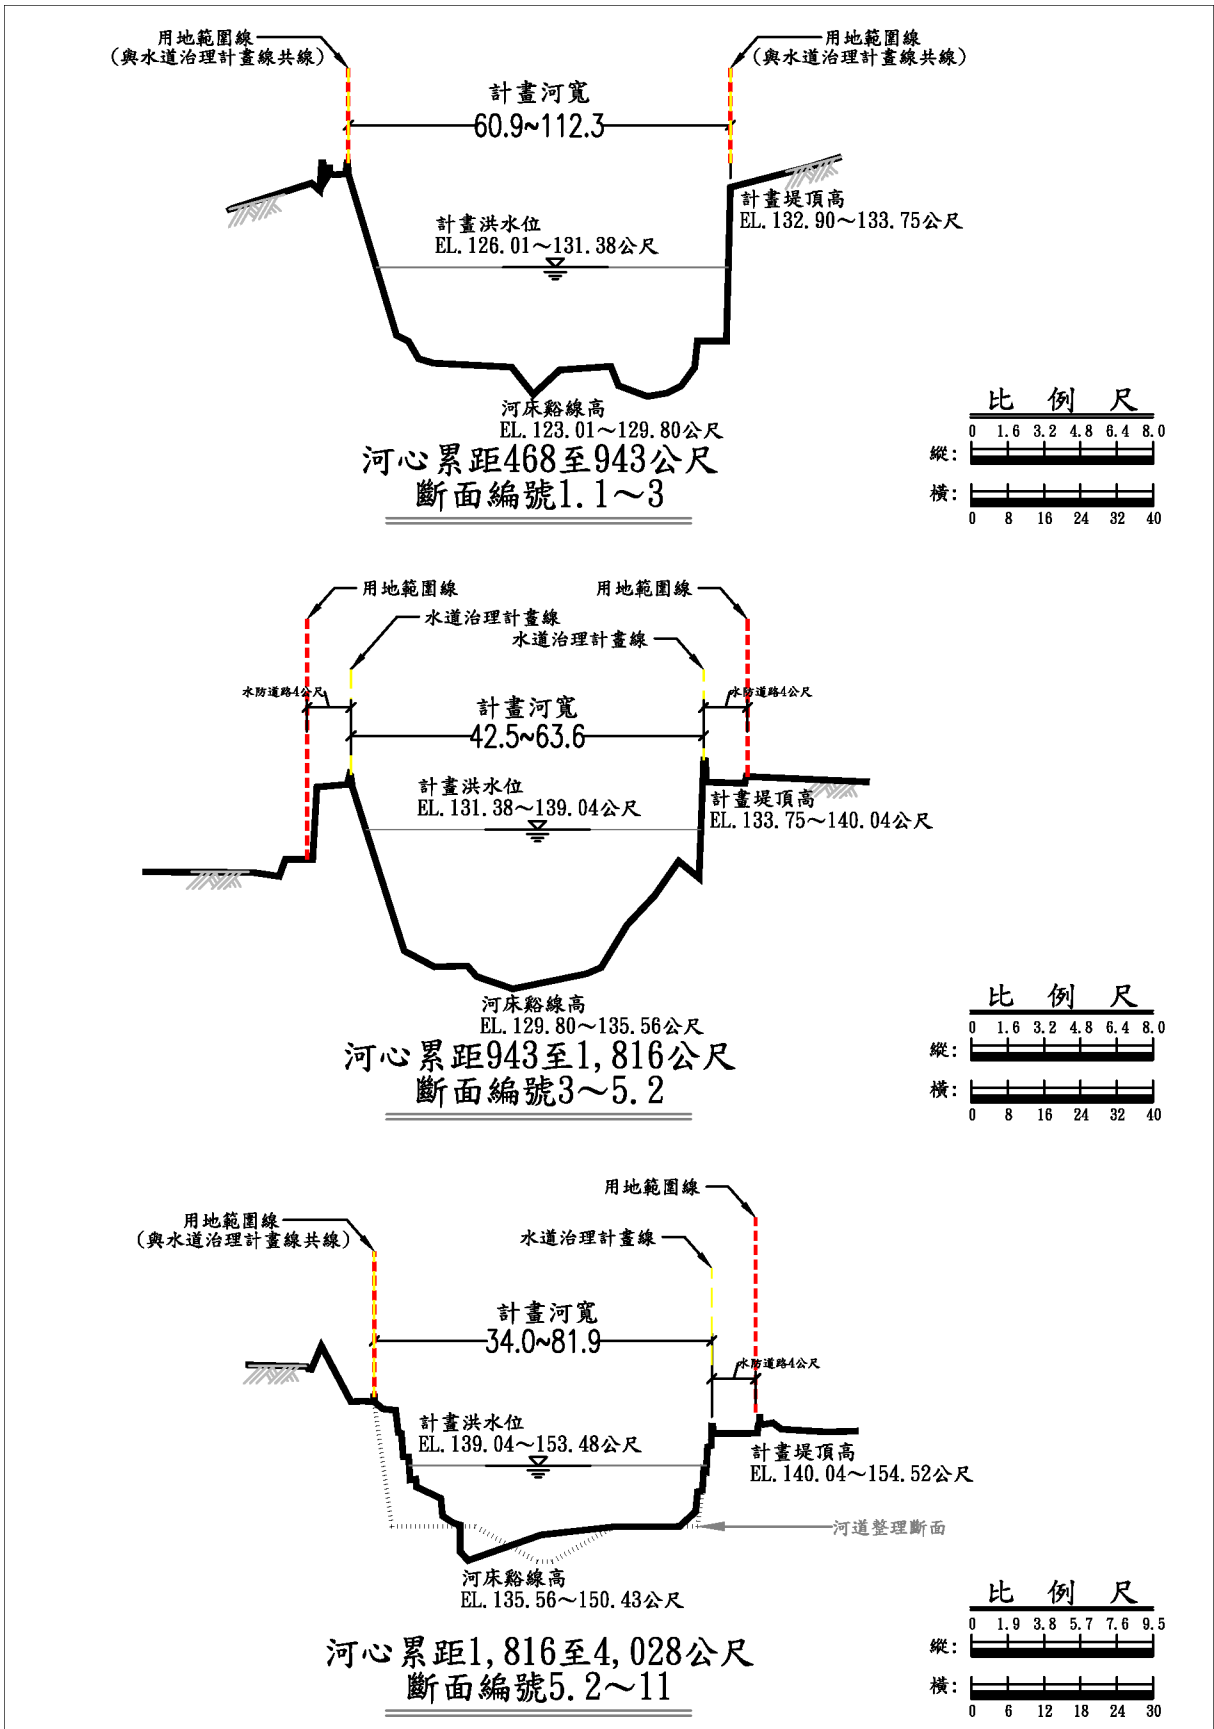 用地範圍線
(與水道治理計畫線共線)
用地範圍線
(與水道治理計畫線共線)
計畫河寬
60.9~112.3
計畫堤頂高
EL.132.90～133.75公尺
計畫洪水位
EL.126.01～131.38公尺
河床谿線高
EL.123.01～129.80公尺
河心累距468至943公尺
斷面編號1.1～3
比 例 尺
0 1.6 3.2 4.8 6.4 8.0
縱:
橫:
0 8 16 24 32 40
用地範圍線
用地範圍線
水道治理計畫線
水道治理計畫線
水防道路4公尺
水防道路4公尺
計畫河寬
42.5~63.6
計畫洪水位
EL.131.38～139.04公尺
計畫堤頂高
EL.133.75～140.04公尺
河床谿線高
EL.129.80～135.56公尺
河心累距943至1,816公尺
斷面編號3～5.2
比 例 尺
0 1.6 3.2 4.8 6.4 8.0
縱:
橫:
0 8 16 24 32 40
用地範圍線
用地範圍線
(與水道治理計畫線共線)
水道治理計畫線
計畫河寬
34.0~81.9
水防道路4公尺
計畫洪水位
EL.139.04～153.48公尺
計畫堤頂高
EL.140.04～154.52公尺
河道整理斷面
河床谿線高
EL.135.56～150.43公尺
河心累距1,816至4,028公尺
斷面編號5.2～11
比 例 尺
0 1.9 3.8 5.7 7.6 9.5
縱:
橫:
0 6 12 18 24 30